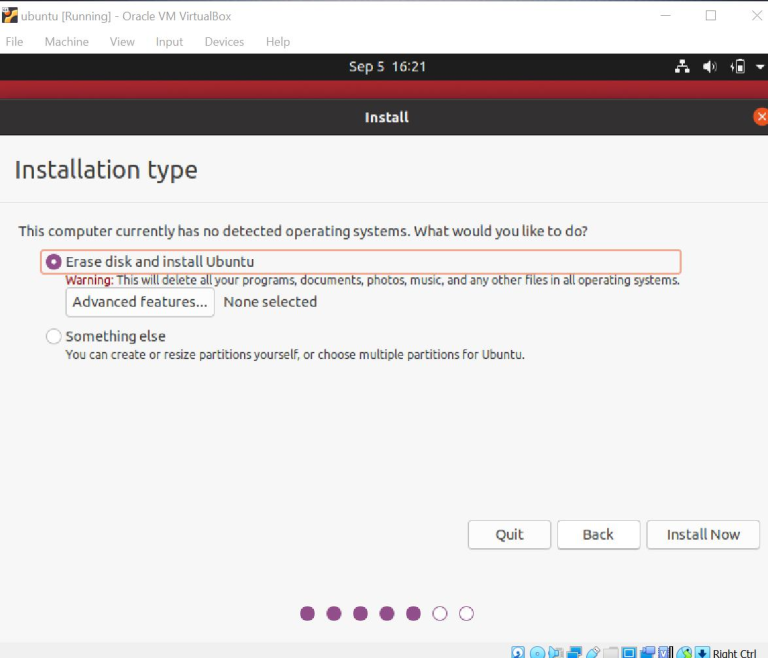 ubuntu [Running] - Oracle VM VirtualBox
File Machine View Input Devices Help
Sep 5 16:21
Install
Installation type
This computer currently has no detected operating systems. What would you like to do?
Erase disk and install Ubuntu
Warning: This will delete all your programs, documents, photos, music, and any other files in all operating systems.
Advanced features... None selected
Something else
You can create or resize partitions yourself, or choose multiple partitions for Ubuntu.
Quit Back Install Now
Right Ctrl